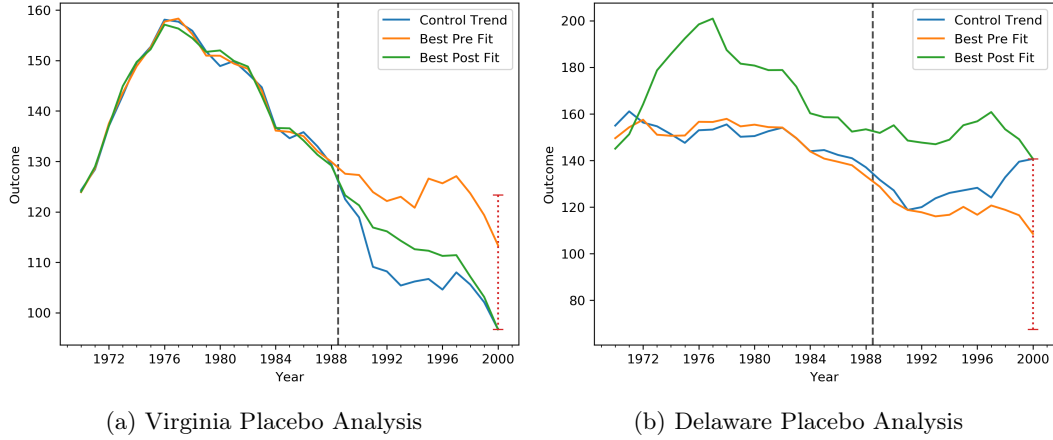 160
150
140
130
120
110
100
Outcome
1972
1976
1980
1984
1988
1992
1996
2000
Year
Control Trend
Best Pre Fit
Best Post Fit
(a) Virginia Placebo Analysis
200
180
160
140
120
100
80
Outcome
1972
1976
1980
1984
1988
1992
1996
2000
Year
Control Trend
Best Pre Fit
Best Post Fit
(b) Delaware Placebo Analysis